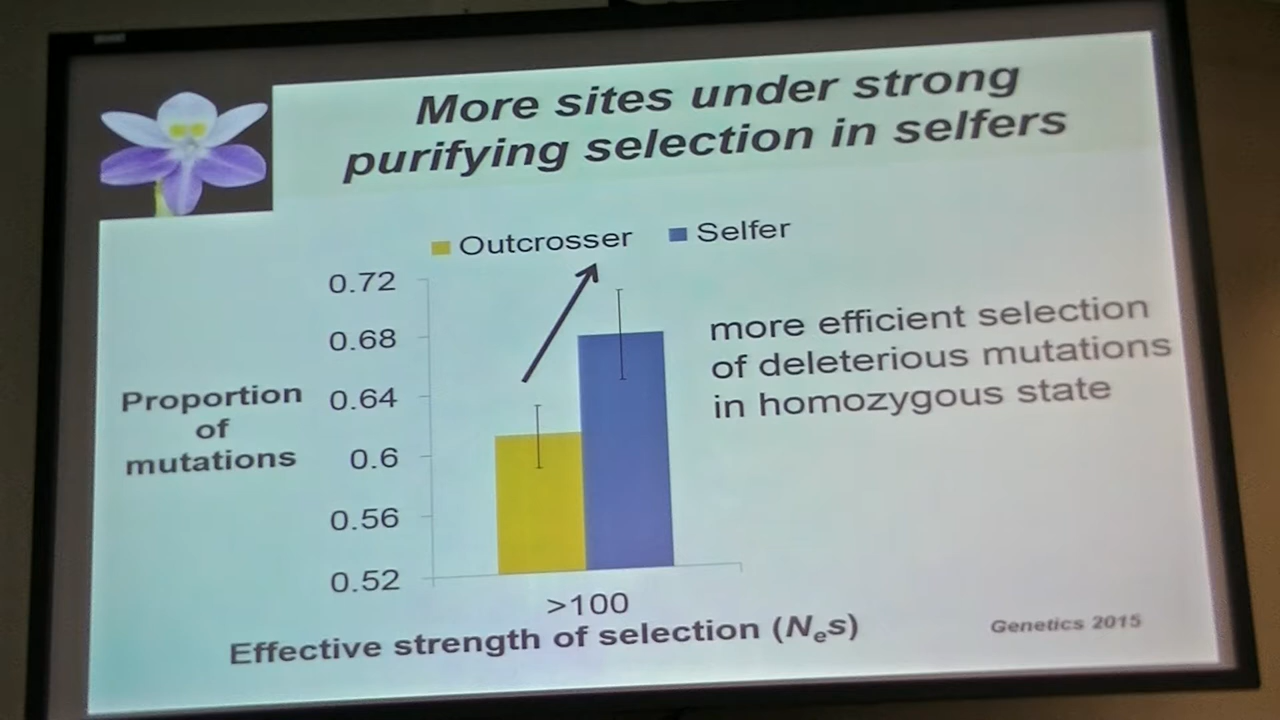 More sites under strong
purifying selection in selfers
Outcrosser Selfer
0.72
0.68
0.64
0.6
0.56
0.52
Proportion
of
mutations
more efficient selection
of deleterious mutations
in homozygous state
>100
Effective strength of selection (Nes)
Genetics 2015